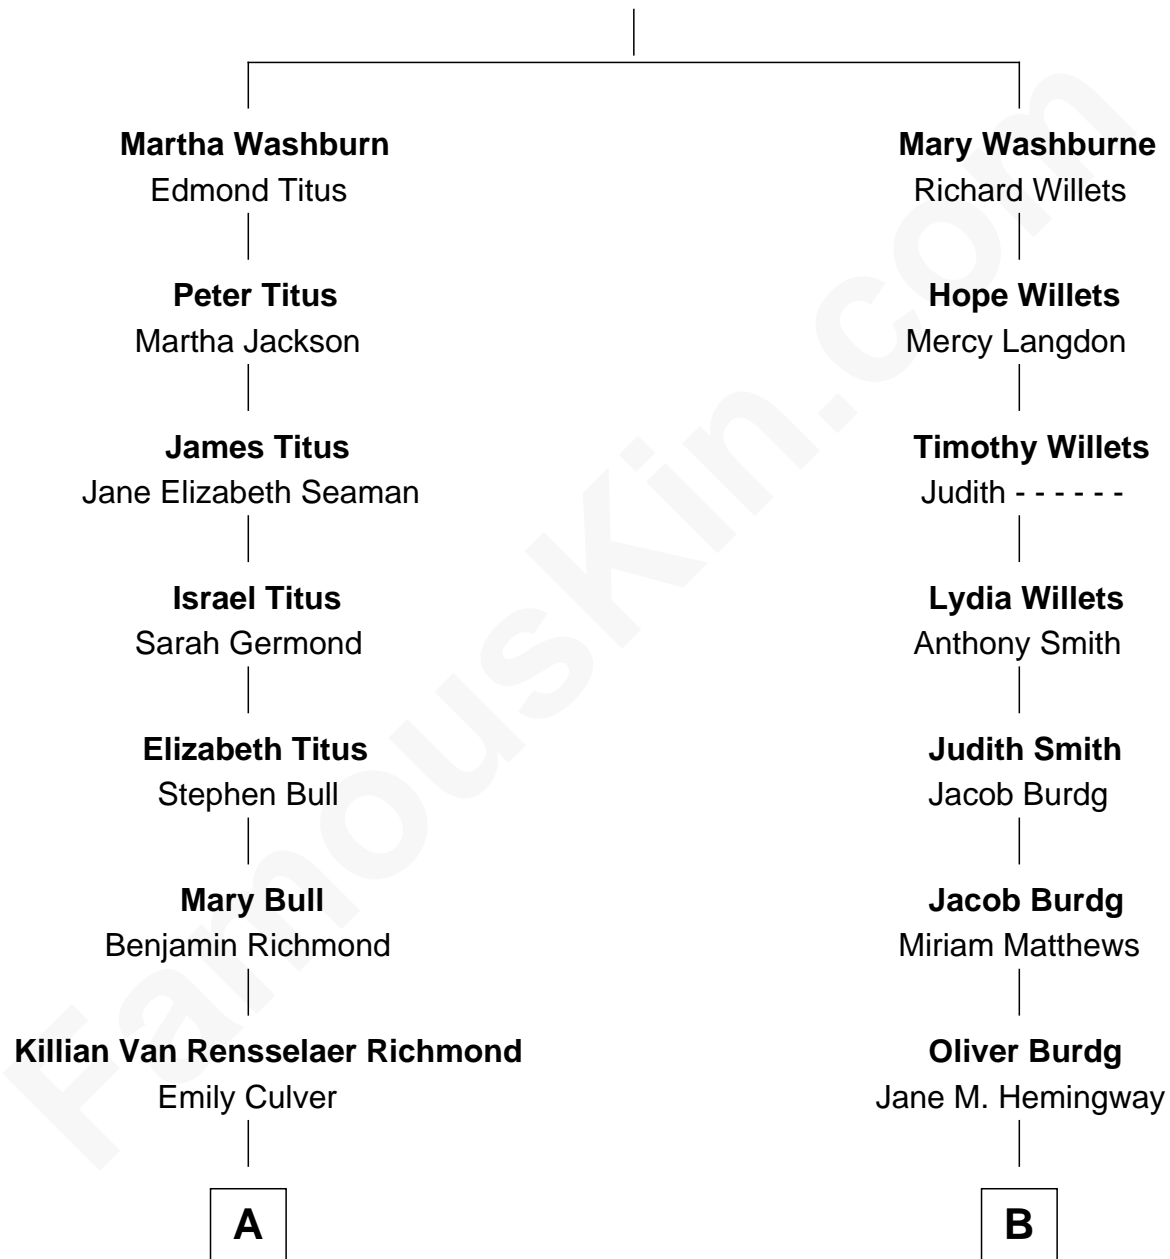 Martha Washburn
Edmond Titus
Peter Titus
Martha Jackson
James Titus
Jane Elizabeth Seaman
Israel Titus
Sarah Germond
Elizabeth Titus
Stephen Bull
Mary Bull
Benjamin Richmond
Killian Van Rensselaer Richmond
Emily Culver
A
Mary Washburne
Richard Willets
Hope Willets
Mercy Langdon
Timothy Willets
Judith - - - - - -
Lydia Willets
Anthony Smith
Judith Smith
Jacob Burdg
Jacob Burdg
Miriam Matthews
Oliver Burdg
Jane M. Hemingway
B
FamousKin.com